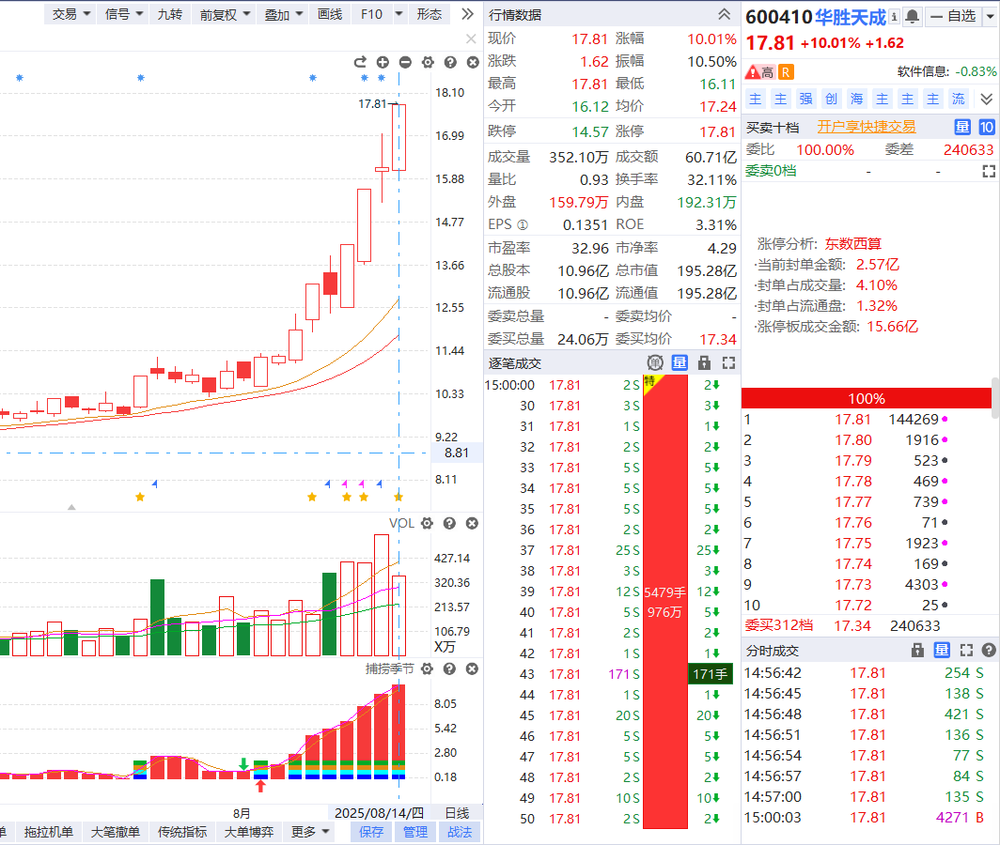 交易 信号 九转 前复权 叠加 画线 F10 形态
17.81
18.10
16.99
15.88
14.77
13.66
12.55
11.44
10.33
9.22
8.81
8.11
VOL
427.14
320.36
213.57
106.79
X万
捕捞季节
8.05
5.42
2.80
0.18
8月 2025/08/14/四 日线
单 拖拉机单 大笔撤单 传统指标 大单博弈 更多 保存 管理 战法
行情数据
现价 17.81 涨幅 10.01%
涨跌 1.62 振幅 10.50%
最高 17.81 最低 16.11
今开 16.12 均价 17.24
跌停 14.57 涨停 17.81
成交量 352.10万 成交额 60.71亿
量比 0.93 换手率 32.11%
外盘 159.79万 内盘 192.31万
EPS ① 0.1351 ROE 3.31%
市盈率 32.96 市净率 4.29
总股本 10.96亿 总市值 195.28亿
流通股 10.96亿 流通值 195.28亿
委卖总量 - 委卖均价 -
委买总量 24.06万 委买均价 17.34
逐笔成交 单 量
特
15:00:00 17.81 2 S 2
30 17.81 3 S 3
31 17.81 1 S 1
32 17.81 2 S 2
33 17.81 5 S 5
34 17.81 5 S 5
35 17.81 5 S 5
36 17.81 2 S 2
37 17.81 25 S 25
38 17.81 3 S 3
39 17.81 12 S 5479手 12
40 17.81 5 S 976万 5
41 17.81 2 S 2
42 17.81 1 S 1
43 17.81 171 S 171手
44 17.81 1 S 1
45 17.81 20 S 20
46 17.81 5 S 5
47 17.81 5 S 5
48 17.81 2 S 2
49 17.81 10 S 10
50 17.81 2 S 2
600410 华胜天成 自选
17.81 +10.01% +1.62
高 R 软件信息: -0.83%
主 主 强 创 海 主 主 主 流
买卖十档 开户享快捷交易 量 10
委比 100.00% 委差 240633
委卖0档 - -
涨停分析: 东数西算
·当前封单金额: 2.57亿
·封单占成交量: 4.10%
·封单占流通盘: 1.32%
·涨停板成交金额: 15.66亿
100%
1 17.81 144269
2 17.80 1916
3 17.79 523
4 17.78 469
5 17.77 739
6 17.76 71
7 17.75 1923
8 17.74 169
9 17.73 4303
10 17.72 25
委买312档 17.34 240633
分时成交 量
14:56:42 17.81 254 S
14:56:45 17.81 138 S
14:56:48 17.81 421 S
14:56:51 17.81 136 S
14:56:54 17.81 77 S
14:56:57 17.81 84 S
14:57:00 17.81 135 S
15:00:03 17.81 4271 B